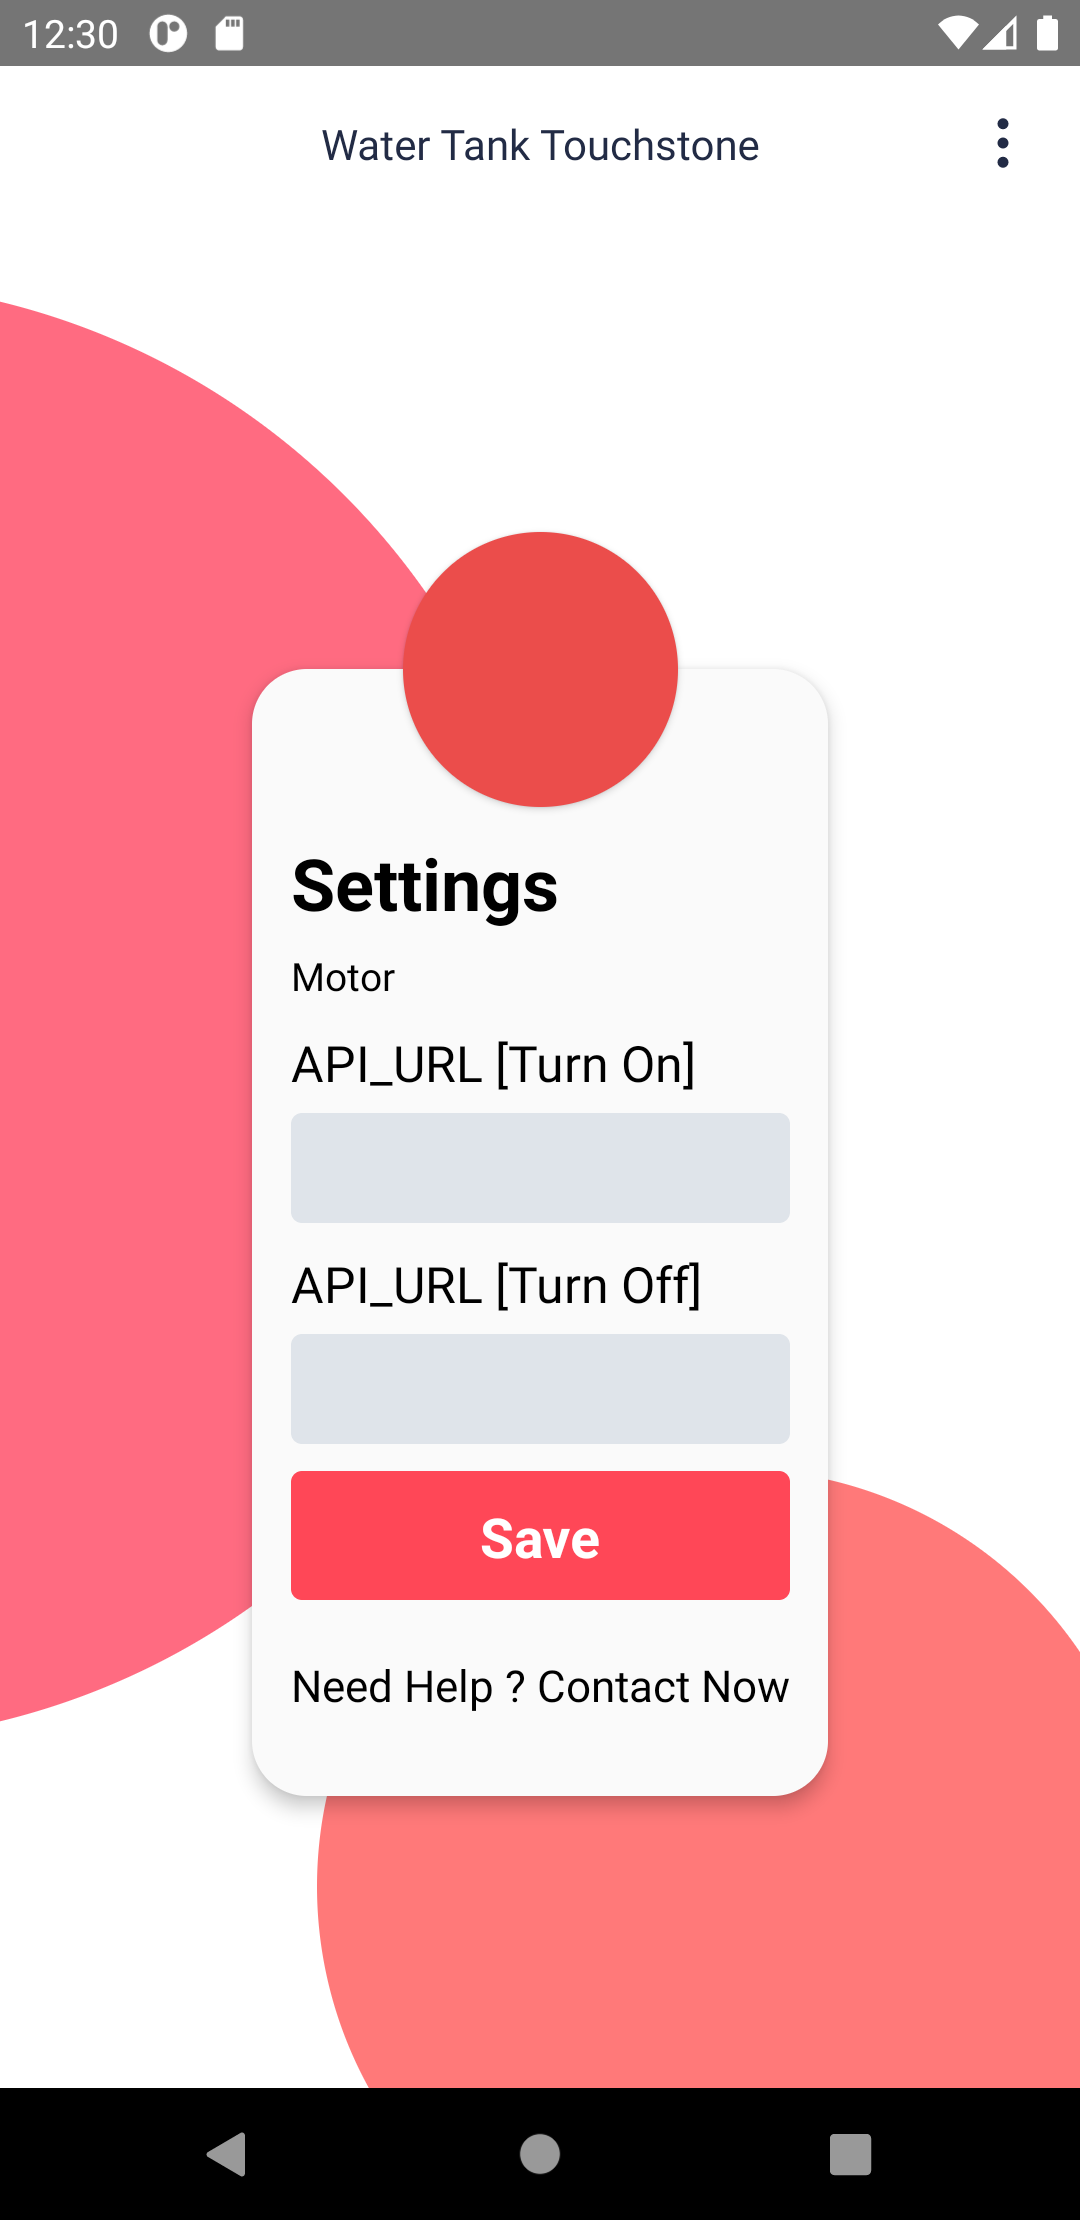 12:30
Water Tank Touchstone
Settings
Motor
API_URL [Turn On]
API_URL [Turn Off]
Save
Need Help ? Contact Now